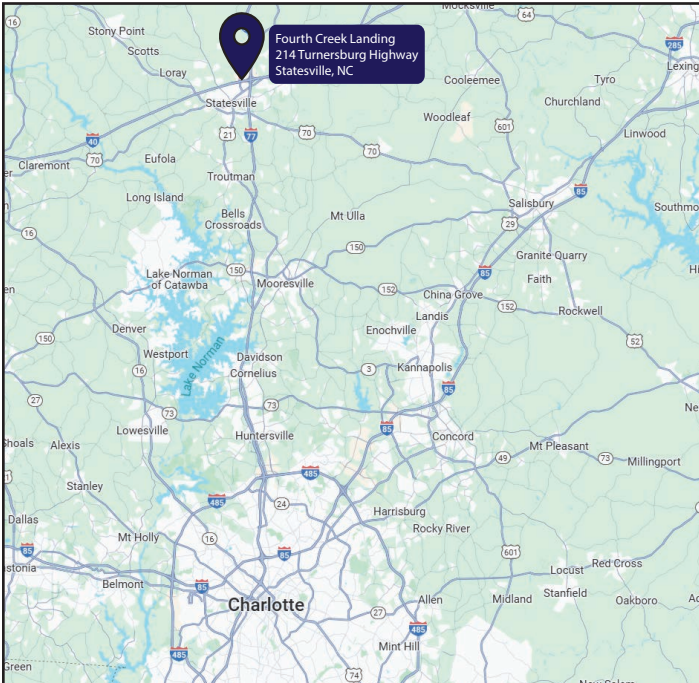 Mocksville
16
Stony Point
Scotts
Loray
Fourth Creek Landing
214 Turnersburg Highway
Statesville, NC
285
Lexing
Cooleemee
Tyro
Churchland
Statesville
Woodleaf
601
Linwood
21
77
70
40
70
70
Claremont
Eufola
Troutman
Long Island
85
Salisbury
Southmo
Bells
Crossroads
Mt Ulla
29
16
150
Granite Quarry
Lake Norman
of Catawba
150
Mooresville
85
Faith
152
China Grove
152
Rockwell
Landis
Denver
Enochville
150
52
Westport
Davidson
Lake Norman
Cornelius
16
3
Kannapolis
85
27
73
73
Lowesville
Huntersville
85
Concord
Shoals
Alexis
Mt Pleasant
49
73
Millingport
485
Stanley
485
24
Harrisburg
Dallas
Rocky River
Mt Holly
16
601
85
85
Locust
Red Cross
astonia
Belmont
85
Stanfield
Charlotte
Allen
Midland
Oakboro
27
485
Mint Hill
485
74
Green
New Salem